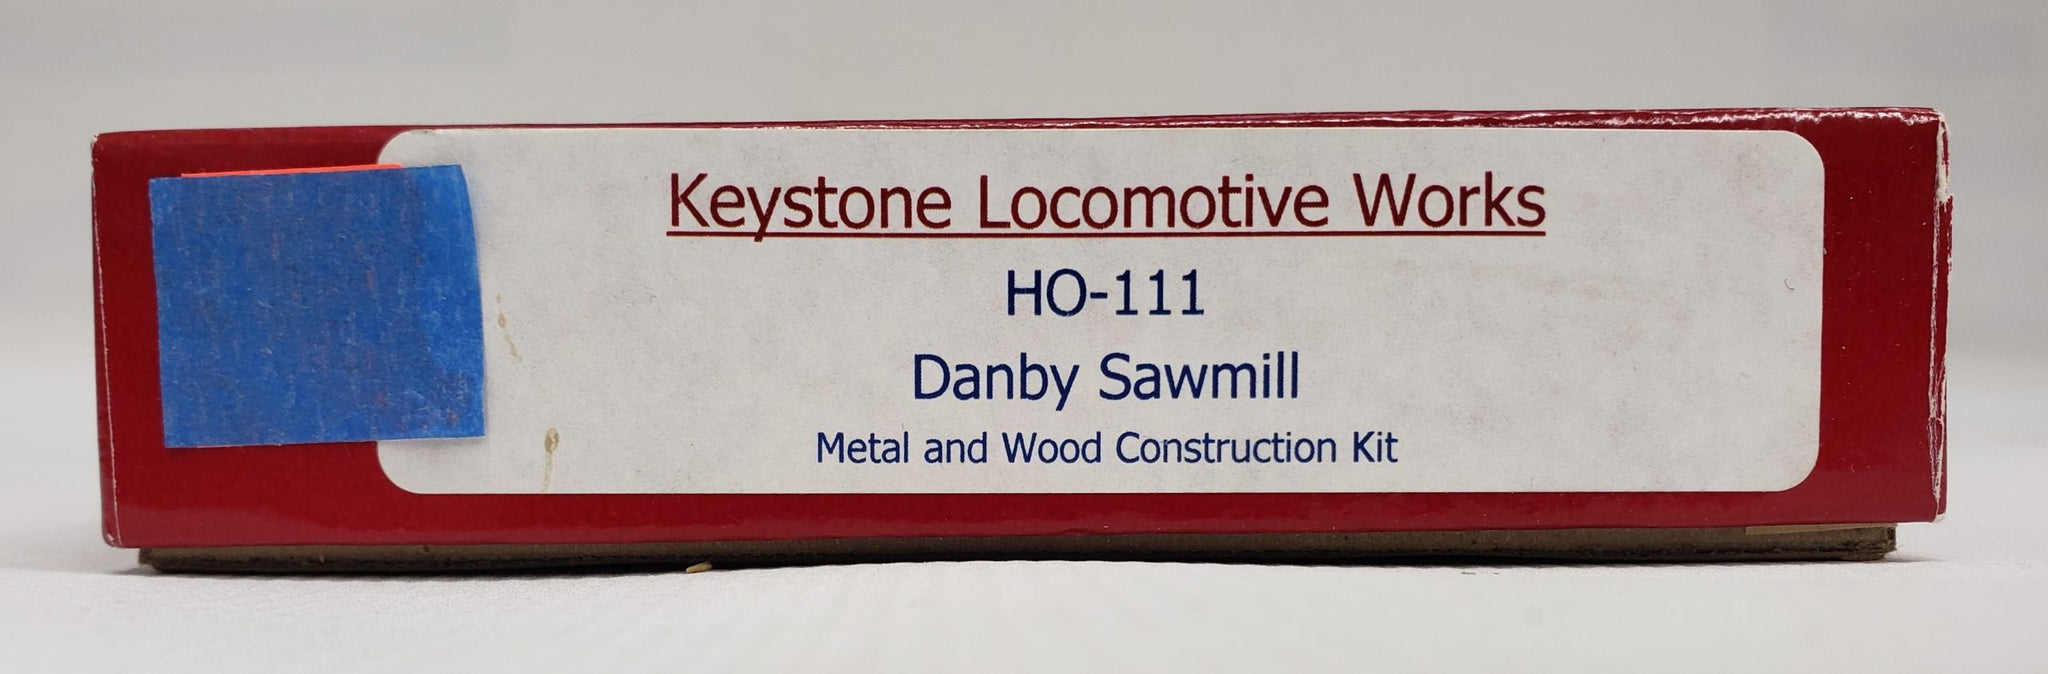 Keystone Locomotive Works
HO-111
Danby Sawmill
Metal and Wood Construction Kit